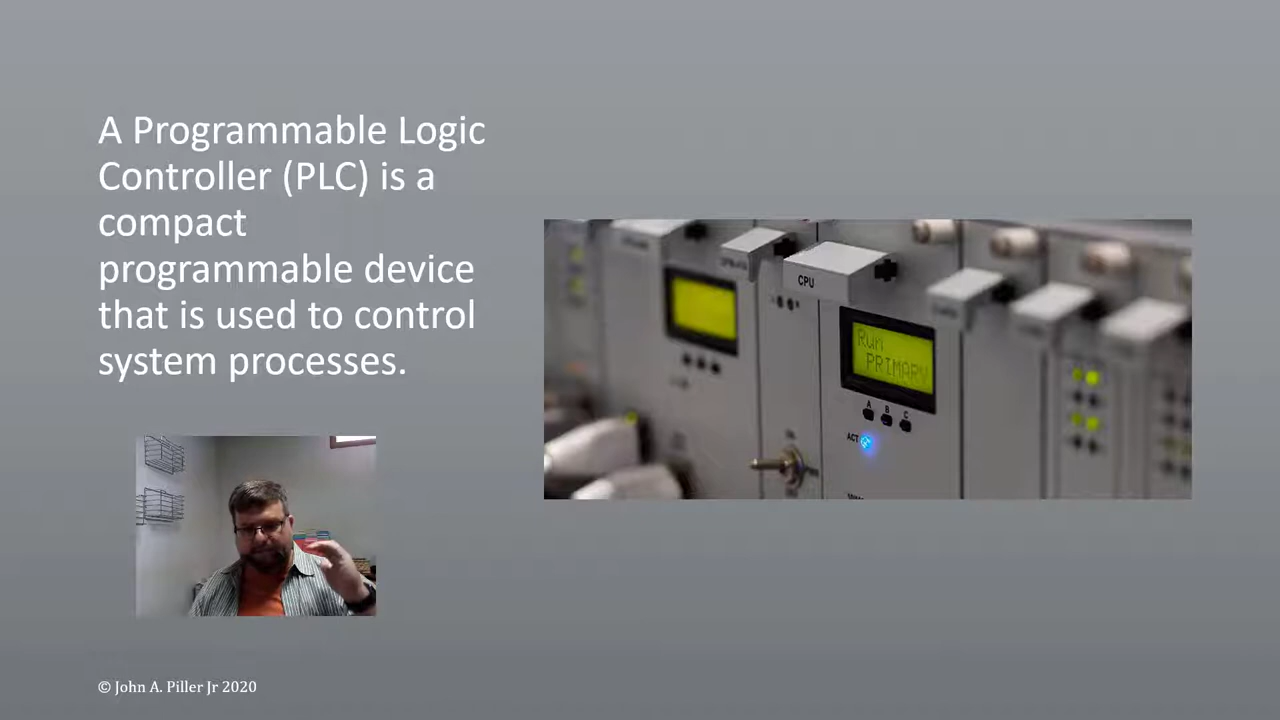 A Programmable Logic
Controller (PLC) is a
compact
programmable device
that is used to control
system processes.
CPU
Run
PRIMARY
A B C
ACT
© John A. Piller Jr 2020